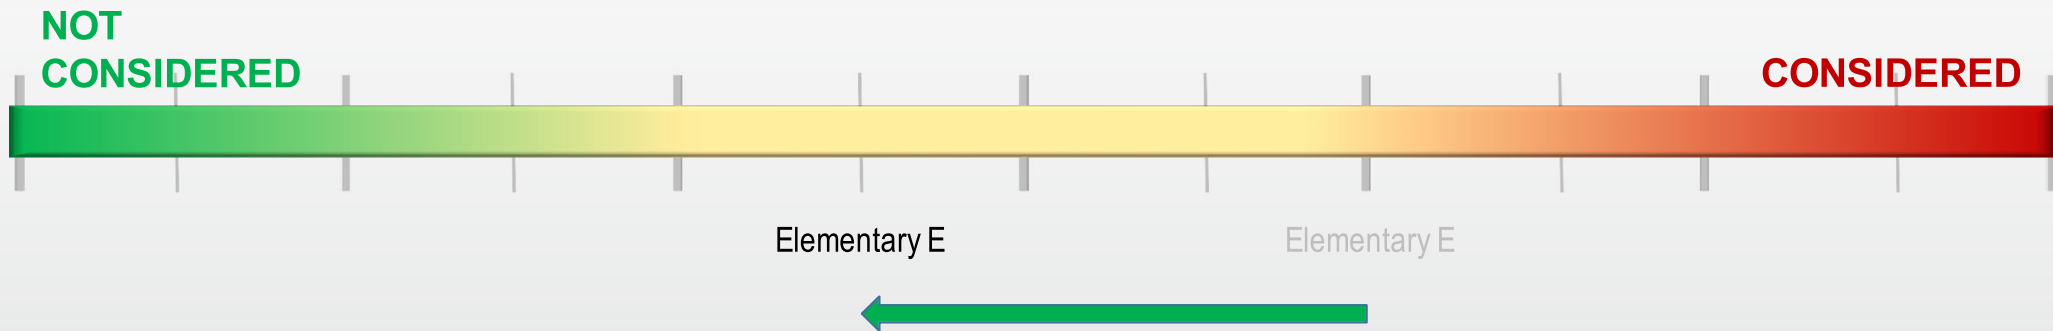 NOT
CONSIDERED
CONSIDERED
Elementary E
Elementary E